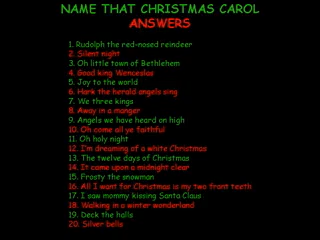 NAME THAT CHRISTMAS CAROL
ANSWERS
1. Rudolph the red-nosed reindeer
2. Silent night
3. Oh little town of Bethlehem
4. Good king Wenceslas
5. Joy to the world
6. Hark the herald angels sing
7. We three kings
8. Away in a manger
9. Angels we have heard on high
10. Oh come all ye faithful
11. Oh holy night
12. I'm dreaming of a white Christmas
13. The twelve days of Christmas
14. It came upon a midnight clear
15. Frosty the snowman
16. All I want for Christmas is my two front teeth
17. I saw mommy kissing Santa Claus
18. Walking in a winter wonderland
19. Deck the halls
20. Silver bells